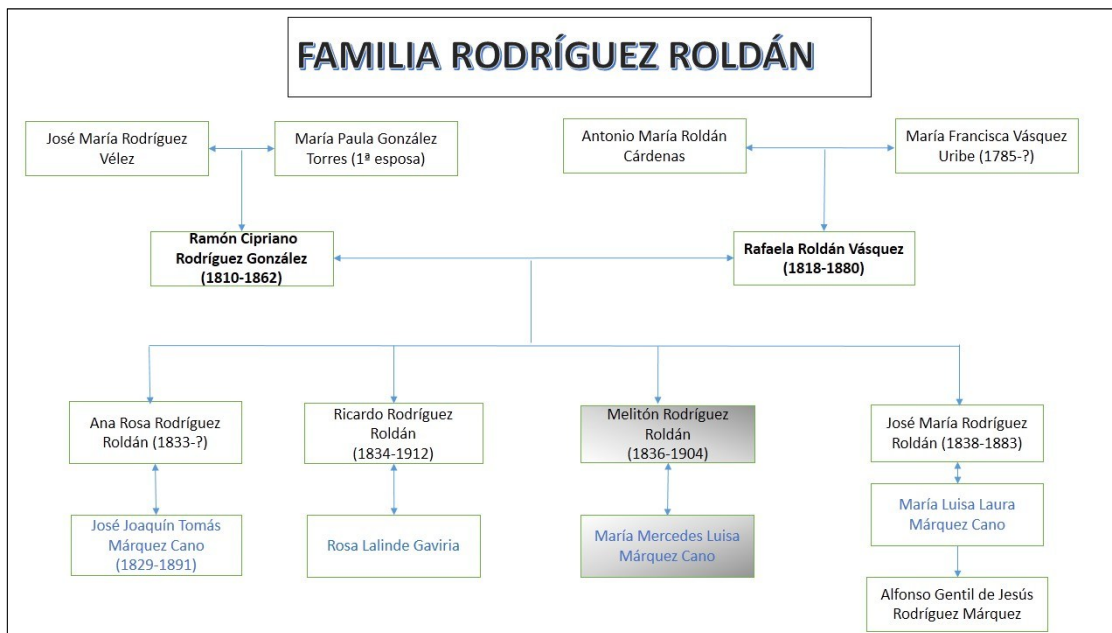 FAMILIA RODRÍGUEZ ROLDÁN
José María Rodríguez
Vélez
María Paula González
Torres (1ª esposa)
Antonio María Roldán
Cárdenas
María Francisca Vásquez
Uribe (1785-?)
Ramón Cipriano
Rodríguez González
(1810-1862)
Rafaela Roldán Vásquez
(1818-1880)
Ana Rosa Rodríguez
Roldán (1833-?)
Ricardo Rodríguez
Roldán
(1834-1912)
Melitón Rodríguez
Roldán
(1836-1904)
José María Rodríguez
Roldán (1838-1883)
José Joaquín Tomás
Márquez Cano
(1829-1891)
Rosa Lalinde Gaviria
María Mercedes Luisa
Márquez Cano
María Luisa Laura
Márquez Cano
Alfonso Gentil de Jesús
Rodríguez Márquez